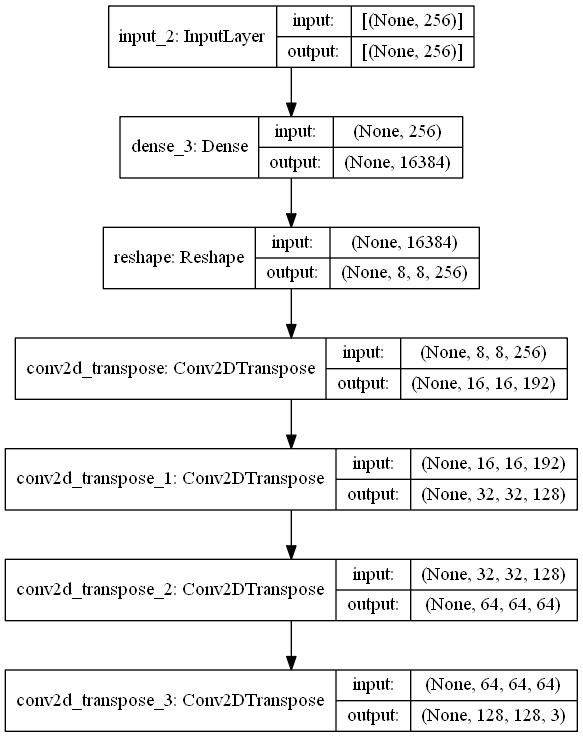 input_2: InputLayer
input: [(None, 256)]
output: [(None, 256)]
dense_3: Dense
input: (None, 256)
output: (None, 16384)
reshape: Reshape
input: (None, 16384)
output: (None, 8, 8, 256)
conv2d_transpose: Conv2DTranspose
input: (None, 8, 8, 256)
output: (None, 16, 16, 192)
conv2d_transpose_1: Conv2DTranspose
input: (None, 16, 16, 192)
output: (None, 32, 32, 128)
conv2d_transpose_2: Conv2DTranspose
input: (None, 32, 32, 128)
output: (None, 64, 64, 64)
conv2d_transpose_3: Conv2DTranspose
input: (None, 64, 64, 64)
output: (None, 128, 128, 3)